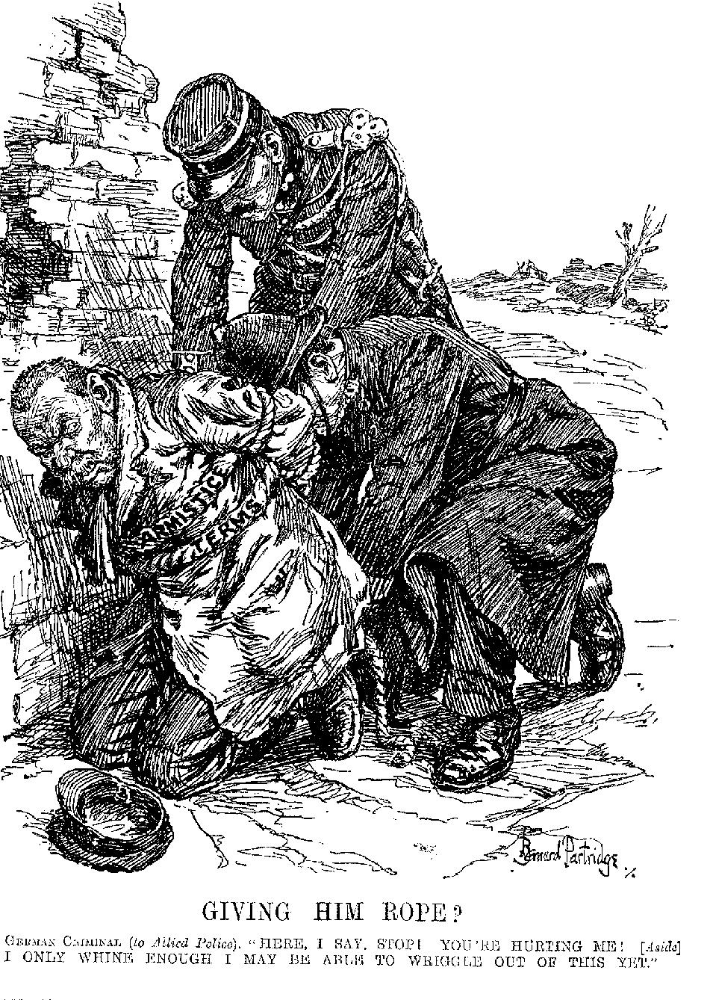 ARMISTICE
TERMS
Bernard Partridge
GIVING HIM ROPE?
GERMAN CRIMINAL (to Allied Police). "HERE, I SAY, STOP! YOU'RE HURTING ME! [Aside]
I ONLY WHINE ENOUGH I MAY BE ABLE TO WRIGGLE OUT OF THIS YET."